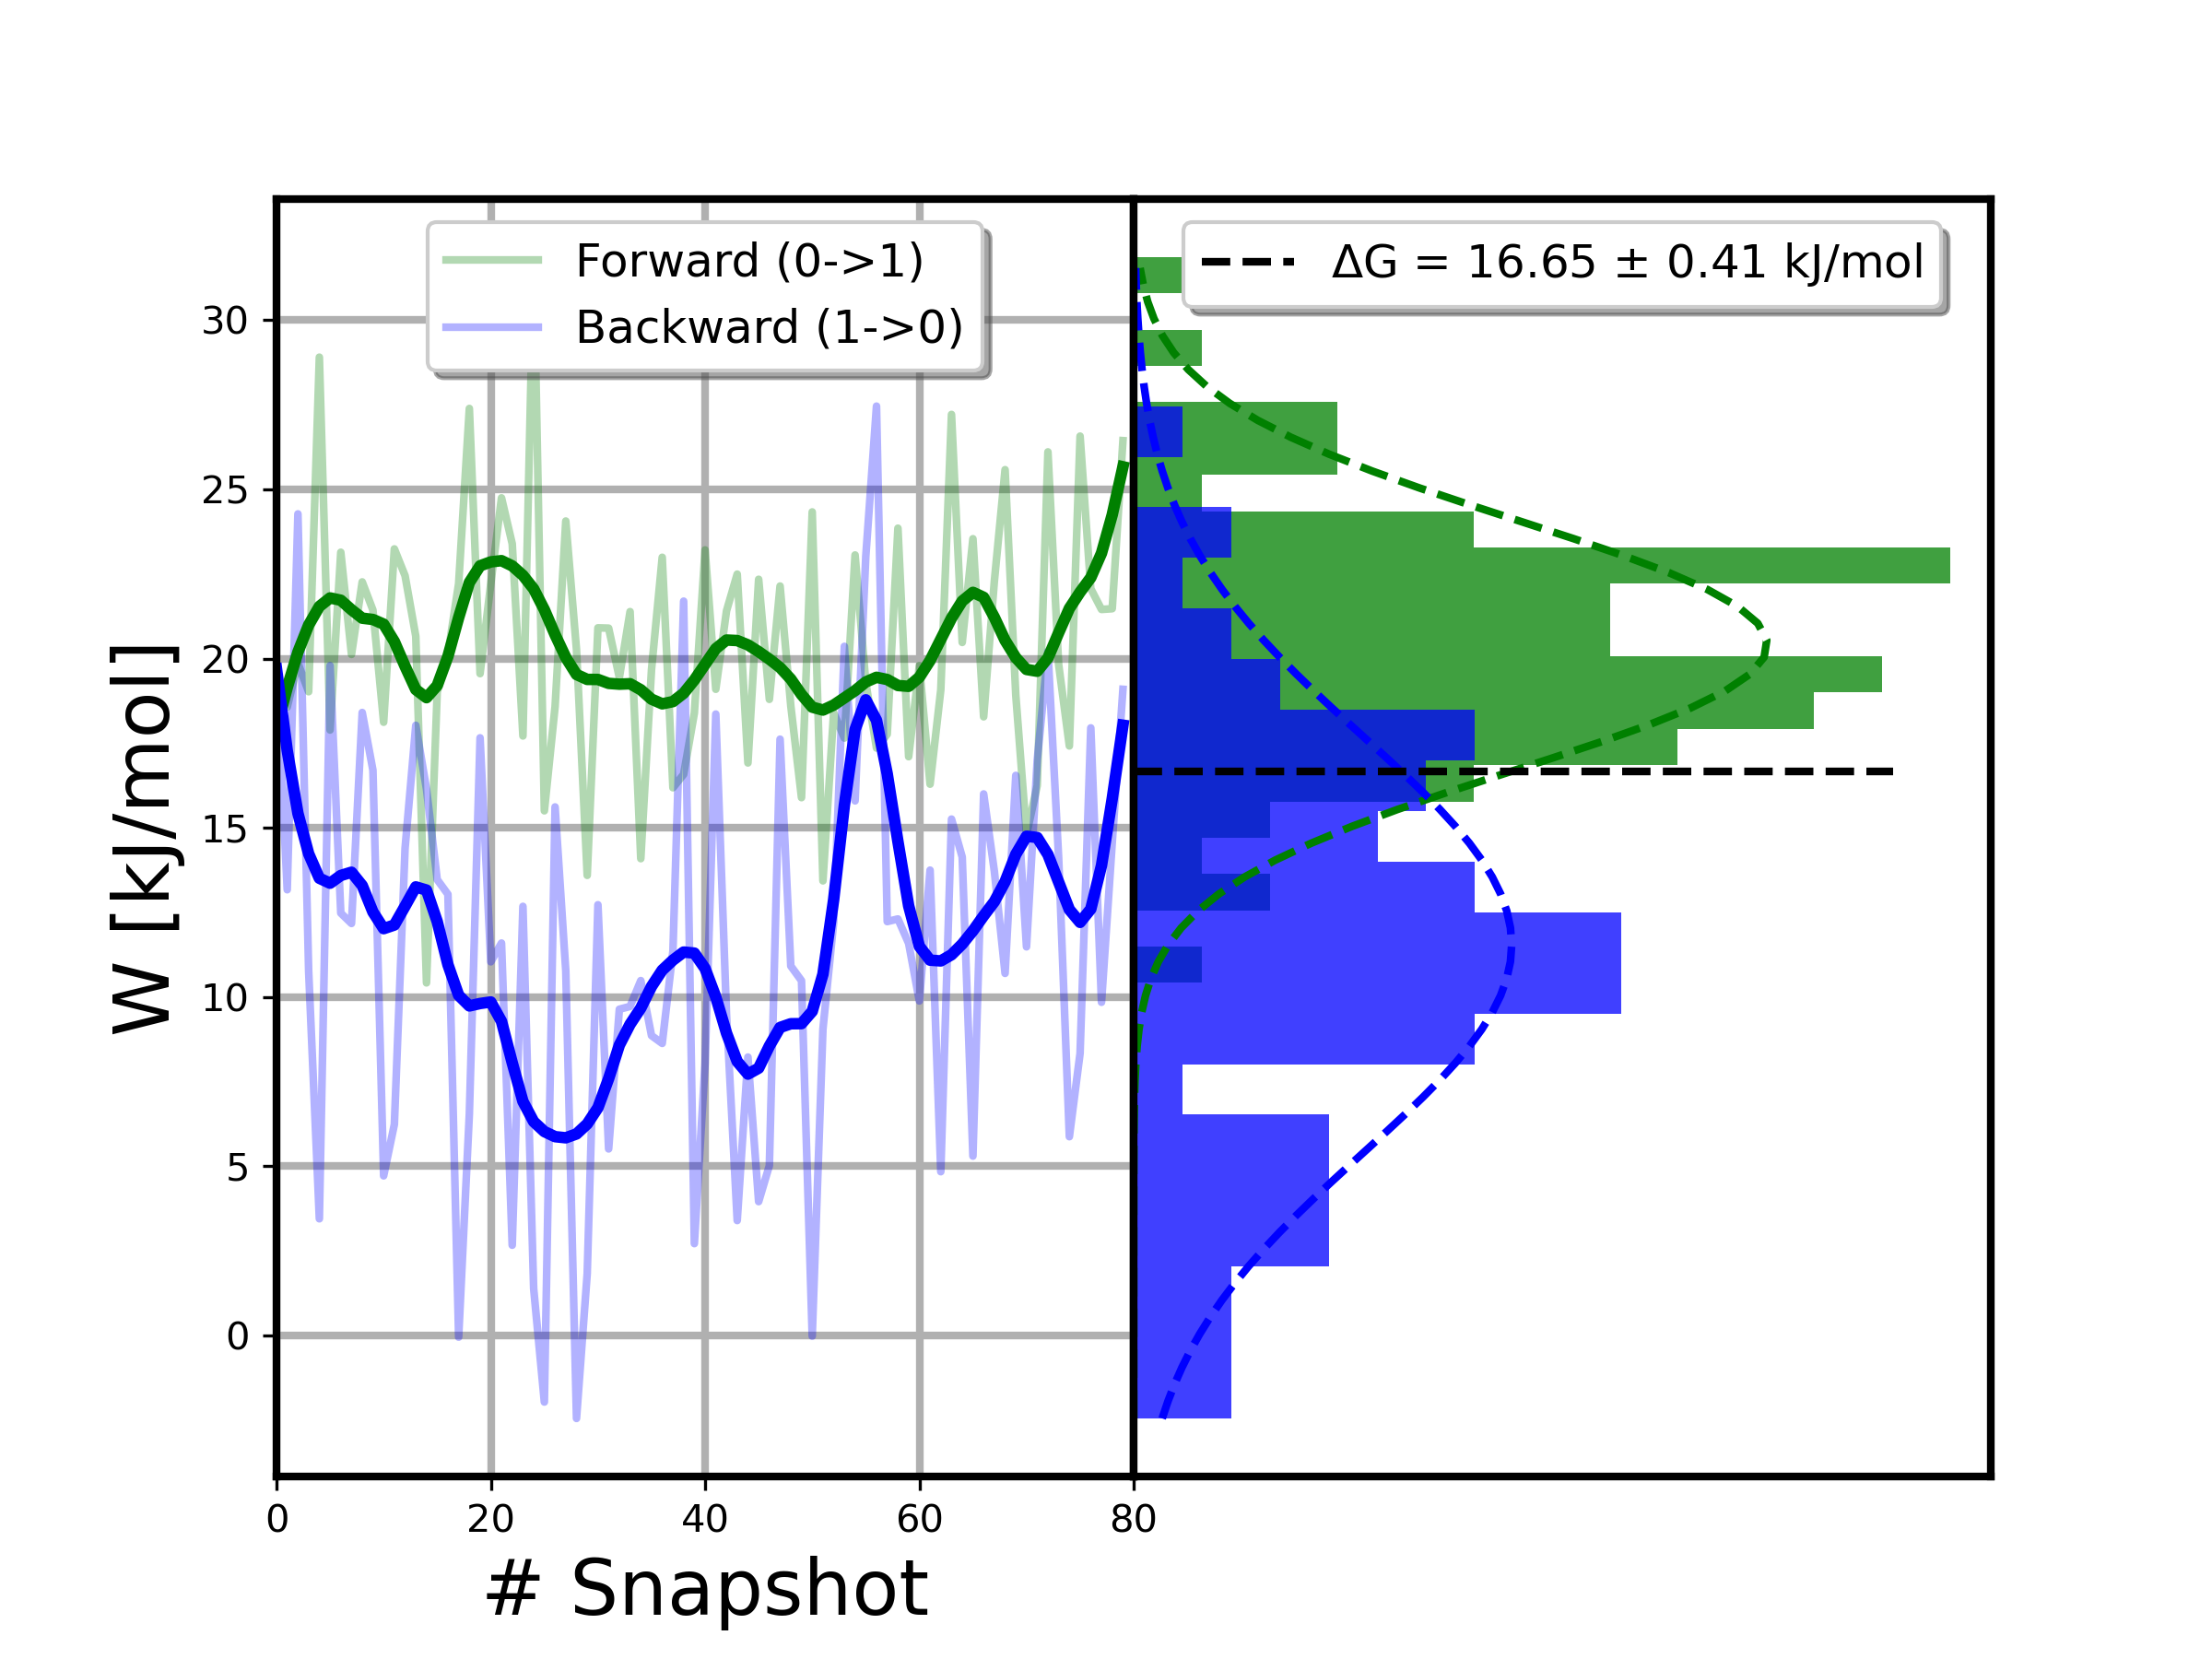 Forward (0->1)
Backward (1->0)
ΔG = 16.65 ± 0.41 kJ/mol
W [kJ/mol]
30
25
20
15
10
5
0
0 20 40 60 80
# Snapshot